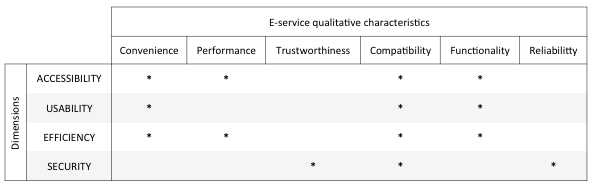 E-service qualitative characteristics
Convenience Performance Trustworthiness Compatibility Functionality Reliability
Dimensions
ACCESSIBILITY * * * *
USABILITY * * *
EFFICIENCY * * * *
SECURITY * * *